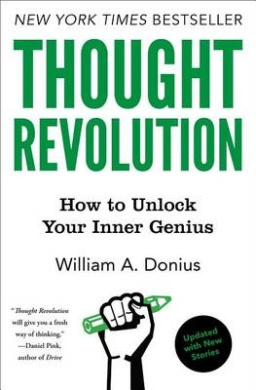 NEW YORK TIMES BESTSELLER
THOUGHT
REVOLUTION
How to Unlock
Your Inner Genius
William A. Donius
"Thought Revolution
will give you a fresh
way of thinking."
—Daniel Pink,
author of Drive
Updated
with New
Stories